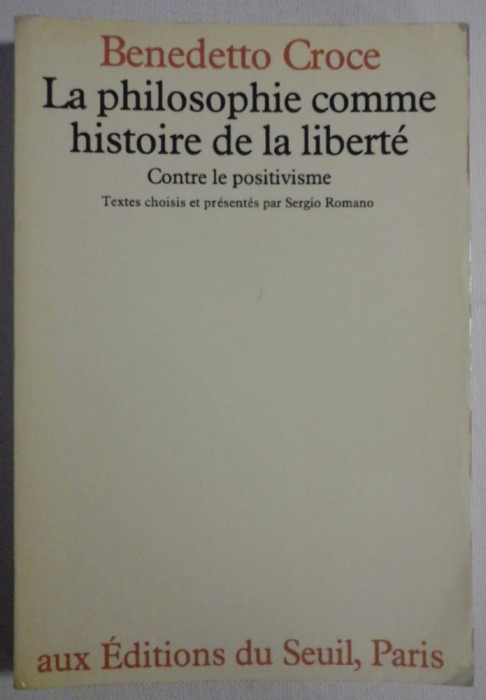 Benedetto Croce
La philosophie comme
histoire de la liberté
Contre le positivisme
Textes choisis et présentés par Sergio Romano
aux Éditions du Seuil, Paris